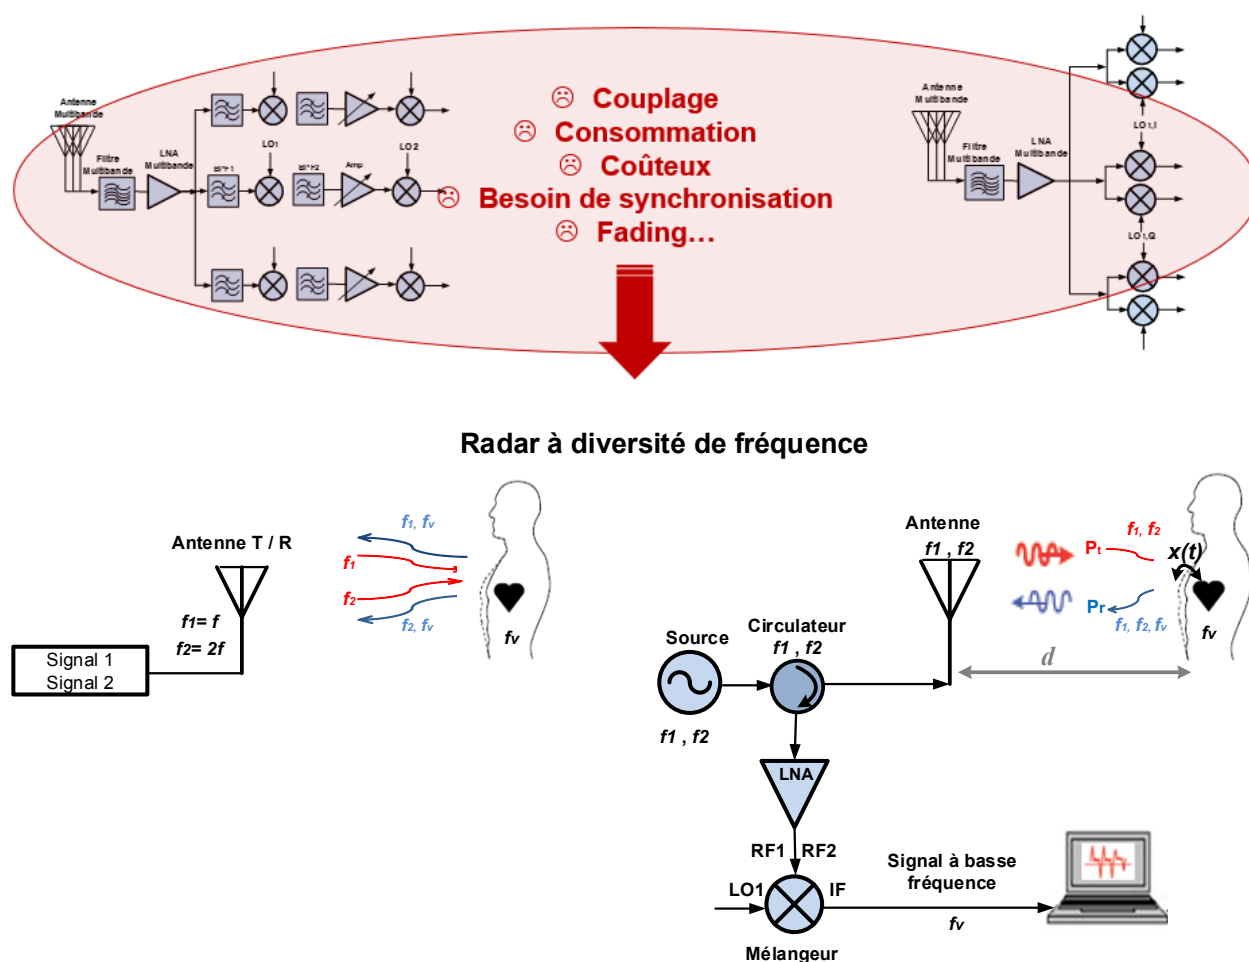 Couplage
Consommation
Coûteux
Besoin de synchronisation
Fading...
Antenne
Multibande
Filtre
Multibande
LNA
Multibande
BPF1
LO1
BPF2
Amp
LO2
Antenne
Multibande
Filtre
Multibande
LNA
Multibande
LO1,I
LO1,Q
Radar à diversité de fréquence
Antenne T / R
f1= f
f2= 2f
Signal 1
Signal 2
f1, fv
f1
f2
f2, fv
fv
Source
f1 , f2
Circulateur
f1 , f2
Antenne
f1 , f2
Pt
f1, f2
x(t)
Pr
f1, f2, fv
fv
d
LNA
RF1
RF2
LO1
IF
Mélangeur
Signal à basse
fréquence
fv